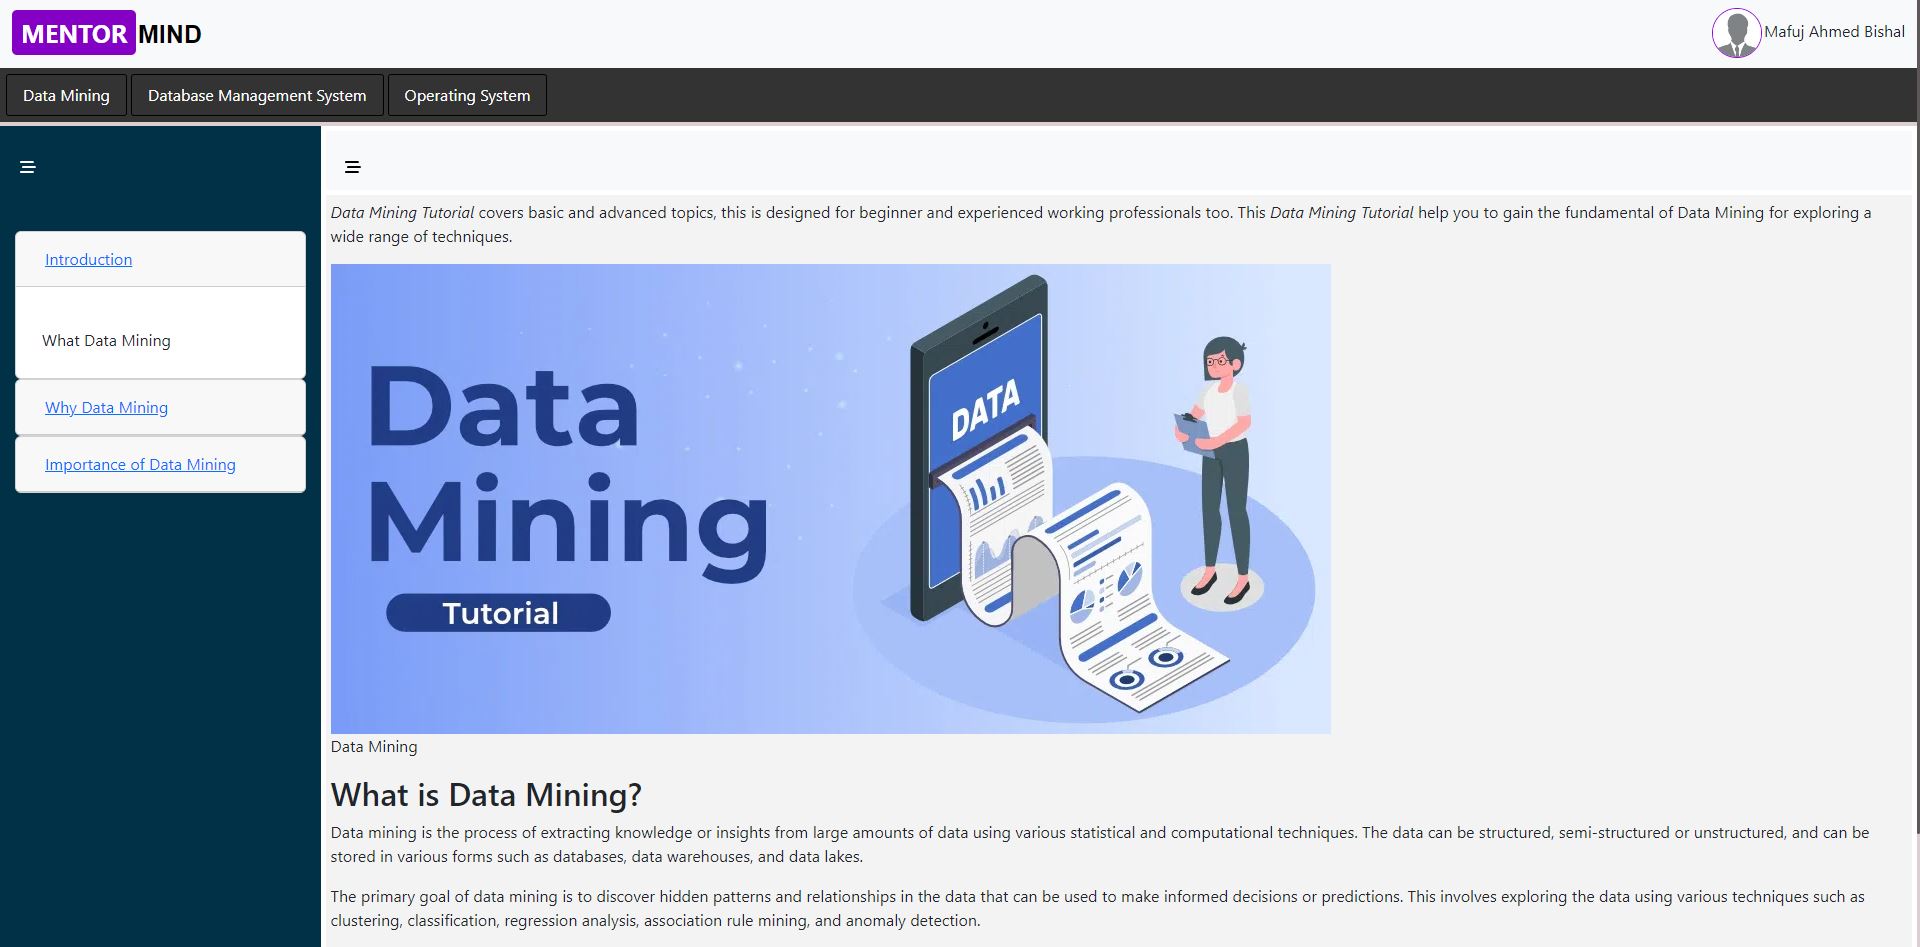 MENTOR MIND
Mafuj Ahmed Bishal
Data Mining
Database Management System
Operating System
Introduction
What Data Mining
Why Data Mining
Importance of Data Mining
Data Mining Tutorial covers basic and advanced topics, this is designed for beginner and experienced working professionals too. This Data Mining Tutorial help you to gain the fundamental of Data Mining for exploring a
wide range of techniques.
Data
Mining
Tutorial
DATA
Data Mining
What is Data Mining?
Data mining is the process of extracting knowledge or insights from large amounts of data using various statistical and computational techniques. The data can be structured, semi-structured or unstructured, and can be
stored in various forms such as databases, data warehouses, and data lakes.
The primary goal of data mining is to discover hidden patterns and relationships in the data that can be used to make informed decisions or predictions. This involves exploring the data using various techniques such as
clustering, classification, regression analysis, association rule mining, and anomaly detection.